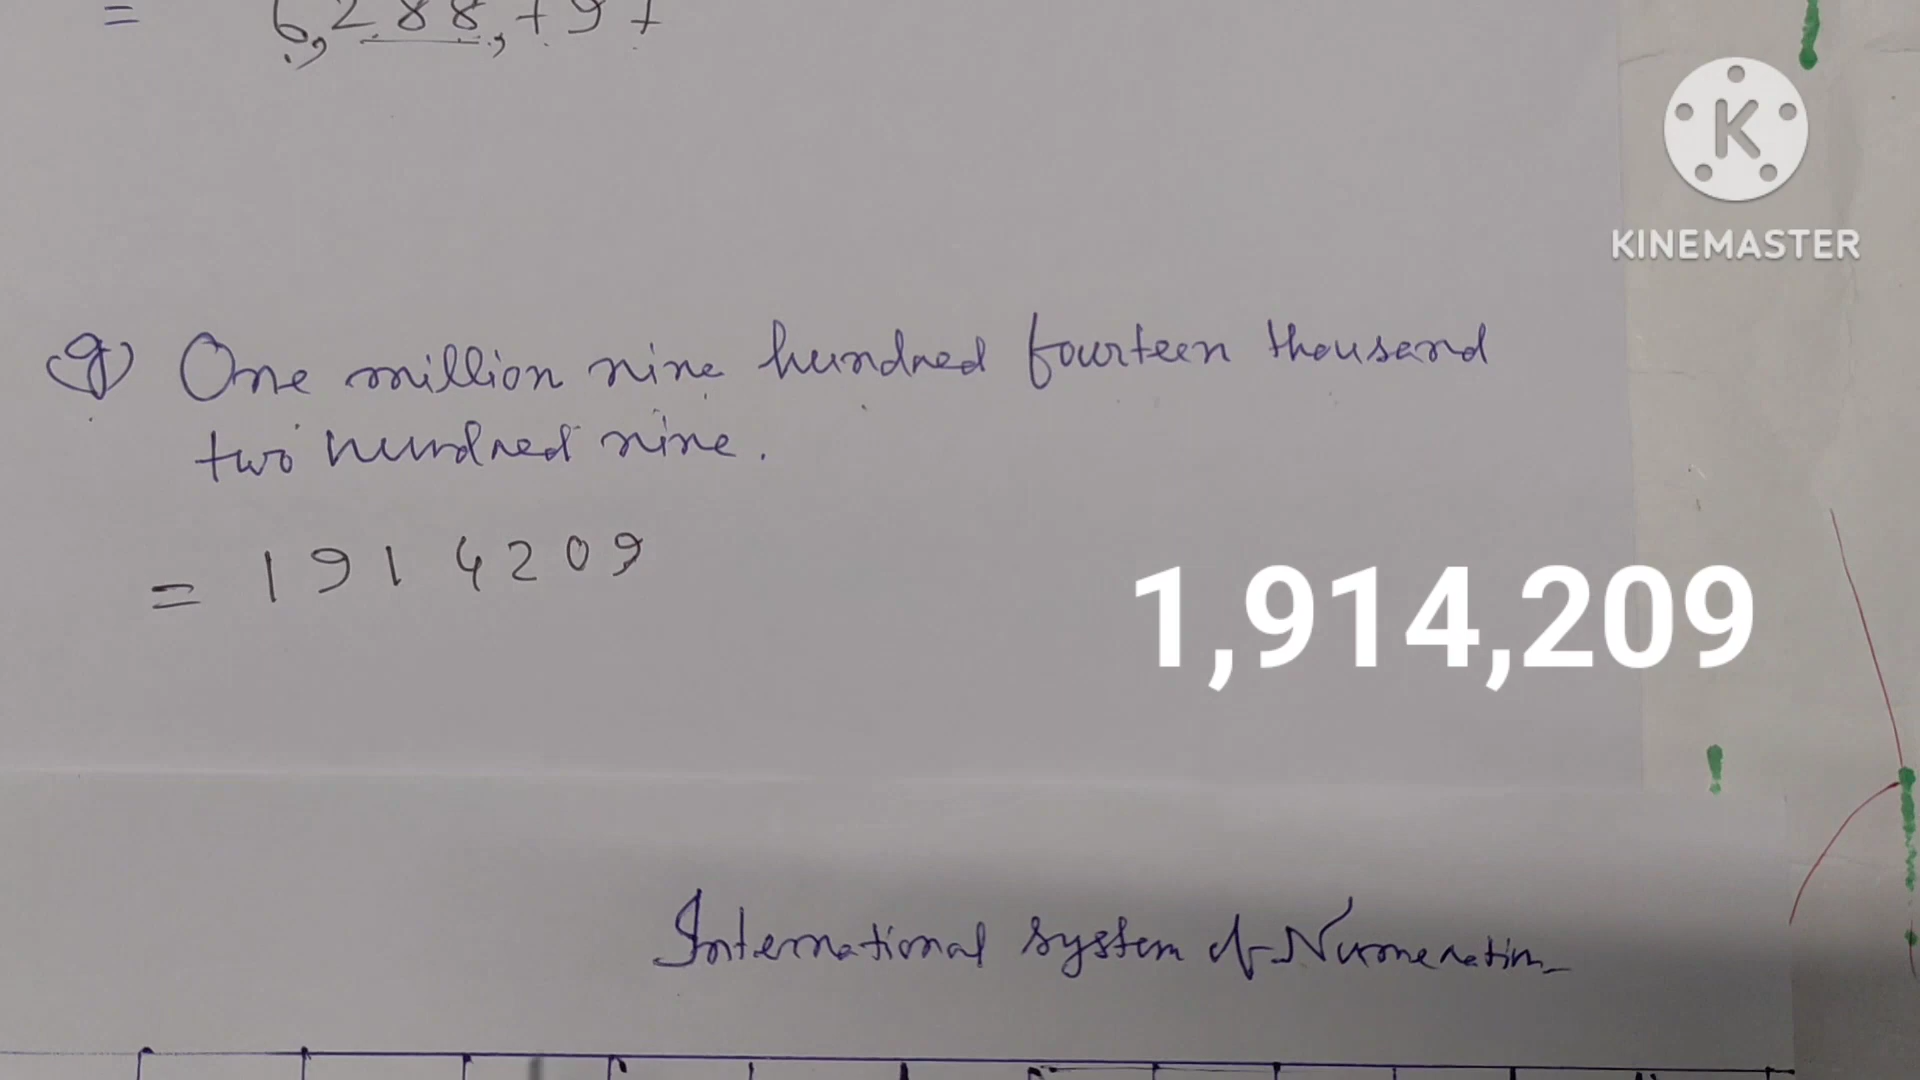 = 6,288,797
K
KINEMASTER
g) One million nine hundred fourteen thousand
two hundred nine.
= 1914209
1,914,209
International system of Numeration